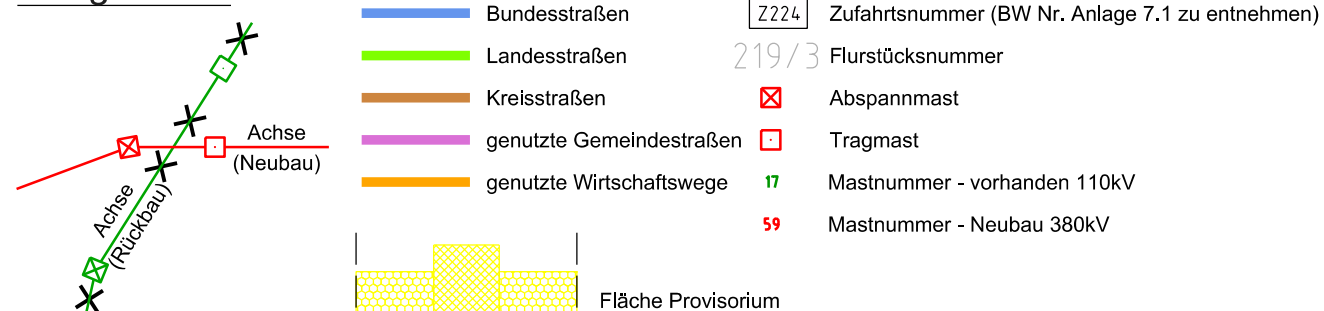 Achse
(Neubau)
Achse
(Rückbau)
Bundesstraßen
Landesstraßen
Kreisstraßen
genutzte Gemeindestraßen
genutzte Wirtschaftswege
Fläche Provisorium
Z224 Zufahrtsnummer (BW Nr. Anlage 7.1 zu entnehmen)
219/3 Flurstücksnummer
Abspannmast
Tragmast
17 Mastnummer - vorhanden 110kV
59 Mastnummer - Neubau 380kV